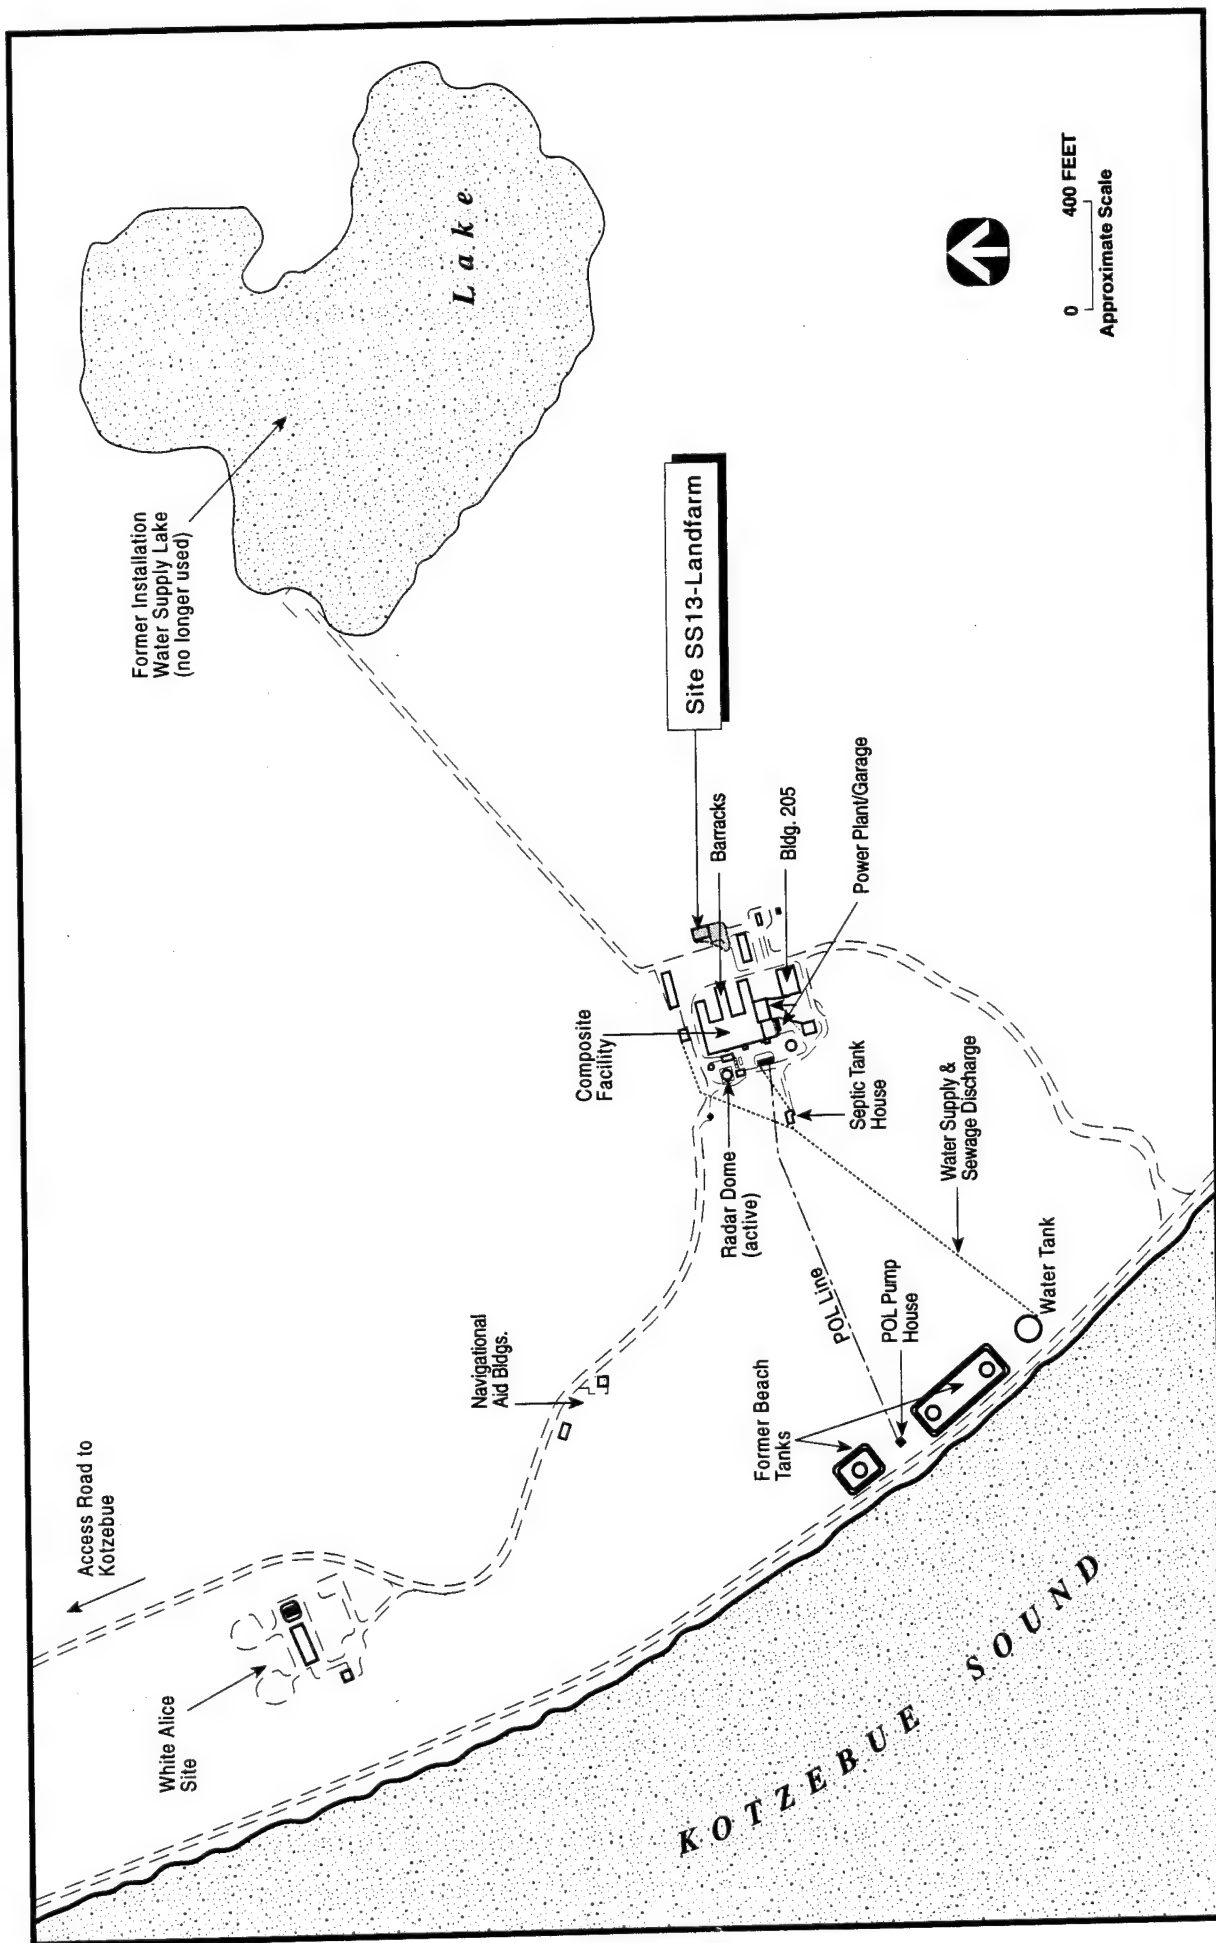 Former Installation
Water Supply Lake
(no longer used)
Lake
0 400 FEET
Approximate Scale
Site SS13-Landfarm
Barracks
Bldg. 205
Power Plant/Garage
Composite
Facility
Septic Tank
House
Water Supply &
Sewage Discharge
Radar Dome
(active)
POL Line
POL Pump
House
Water Tank
Navigational
Aid Bldgs.
Former Beach
Tanks
Access Road to
Kotzebue
White Alice
Site
KOTZEBUE SOUND